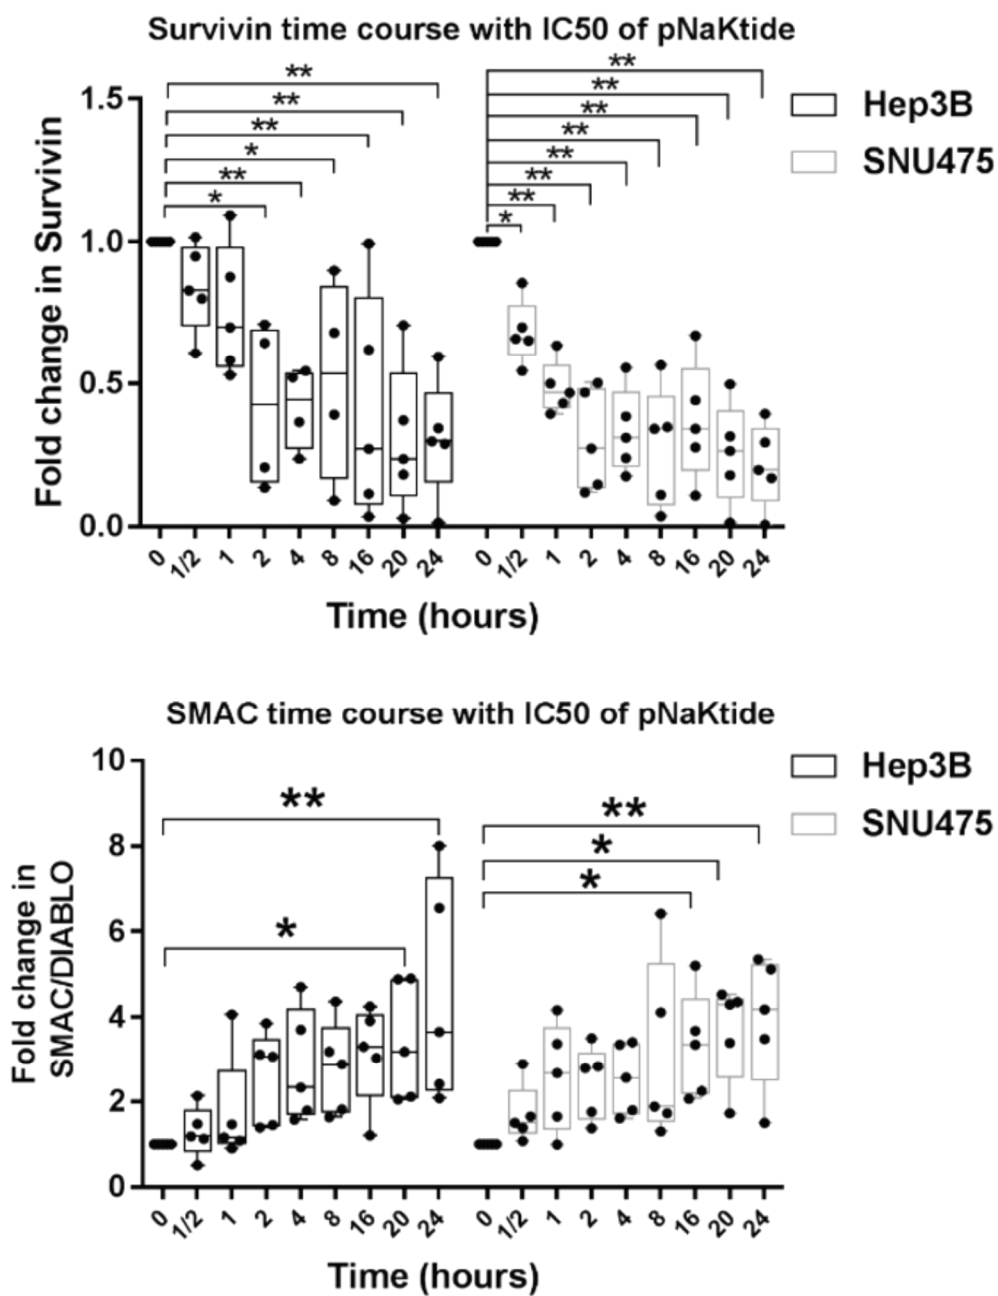 Survivin time course with IC50 of pNaKtide
** ** ** * ** *
** ** ** ** ** ** ** *
Hep3B
SNU475
Fold change in Survivin
1.5
1.0
0.5
0.0
0 1/2 1 2 4 8 16 20 24 0 1/2 1 2 4 8 16 20 24
Time (hours)
SMAC time course with IC50 of pNaKtide
** *
** * *
Hep3B
SNU475
Fold change in
SMAC/DIABLO
10
8
6
4
2
0
0 1/2 1 2 4 8 16 20 24 0 1/2 1 2 4 8 16 20 24
Time (hours)